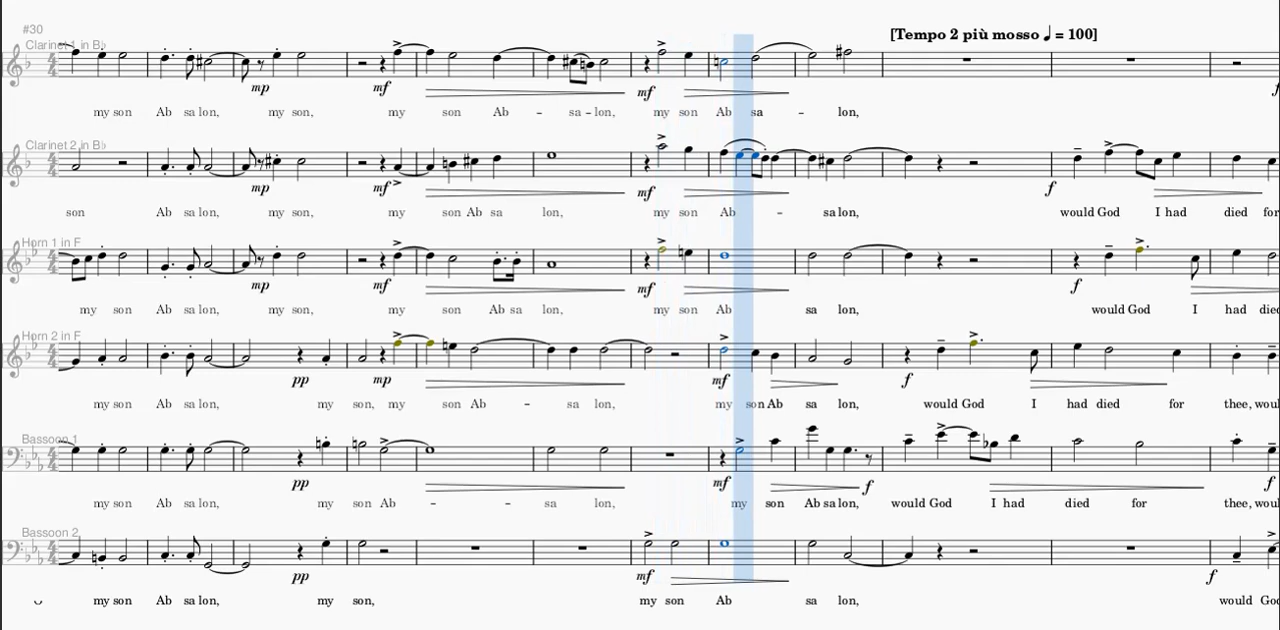 #30
[Tempo 2 più mosso ♩ = 100]
Clarinet 1 in B♭
mp mf mf
my son Ab sa lon, my son, my son Ab - sa - lon, my son Ab sa - lon,
Clarinet 2 in B♭
mp mf mf f
son Ab sa lon, my son, my son Ab sa lon, my son Ab - sa lon, would God I had died for
Horn 1 in F
mp mf mf f
my son Ab sa lon, my son, my son Ab sa lon, my son Ab sa lon, would God I had died
Horn 2 in F
pp mp mf f
my son Ab sa lon, my son, my son Ab - sa lon, my son Ab sa lon, would God I had died for thee, woul
Bassoon 1
pp mf f f
my son Ab sa lon, my son Ab - - sa lon, my son Ab sa lon, would God I had died for thee, woul
Bassoon 2
pp mf f
my son Ab sa lon, my son, my son Ab sa lon, would God